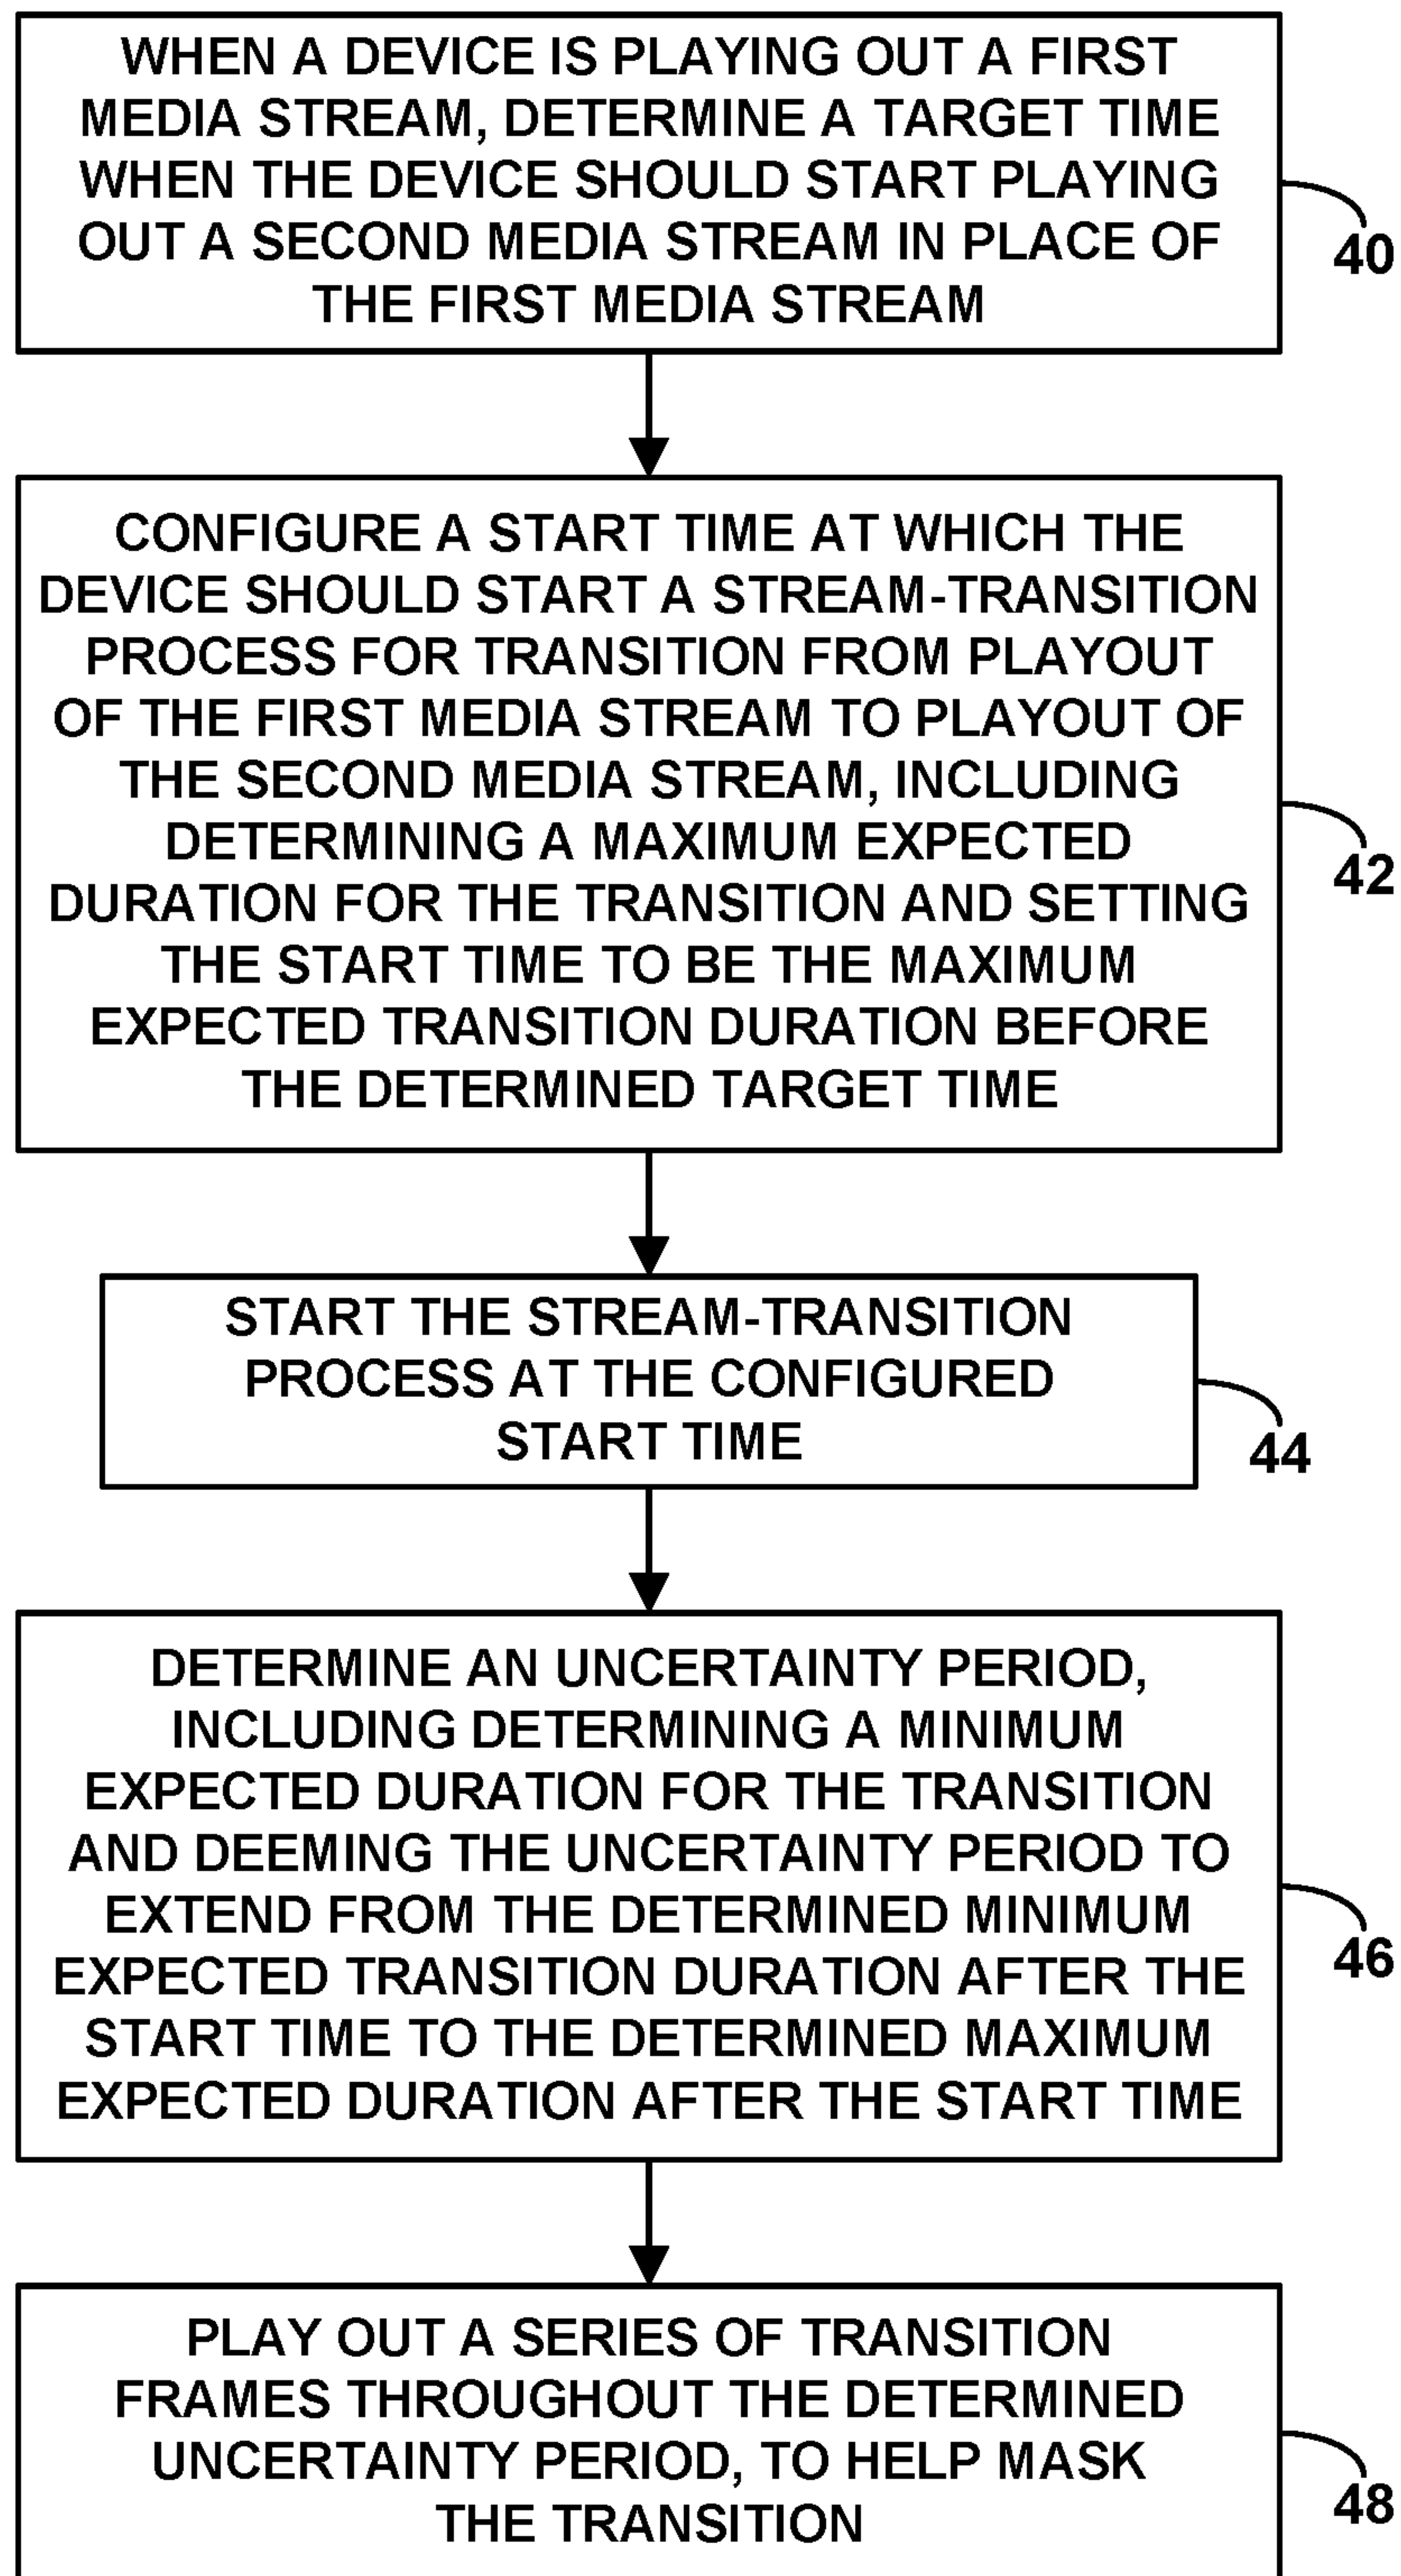 WHEN A DEVICE IS PLAYING OUT A FIRST
MEDIA STREAM, DETERMINE A TARGET TIME
WHEN THE DEVICE SHOULD START PLAYING
OUT A SECOND MEDIA STREAM IN PLACE OF
THE FIRST MEDIA STREAM
40
CONFIGURE A START TIME AT WHICH THE
DEVICE SHOULD START A STREAM-TRANSITION
PROCESS FOR TRANSITION FROM PLAYOUT
OF THE FIRST MEDIA STREAM TO PLAYOUT OF
THE SECOND MEDIA STREAM, INCLUDING
DETERMINING A MAXIMUM EXPECTED
DURATION FOR THE TRANSITION AND SETTING
THE START TIME TO BE THE MAXIMUM
EXPECTED TRANSITION DURATION BEFORE
THE DETERMINED TARGET TIME
42
START THE STREAM-TRANSITION
PROCESS AT THE CONFIGURED
START TIME
44
DETERMINE AN UNCERTAINTY PERIOD,
INCLUDING DETERMINING A MINIMUM
EXPECTED DURATION FOR THE TRANSITION
AND DEEMING THE UNCERTAINTY PERIOD TO
EXTEND FROM THE DETERMINED MINIMUM
EXPECTED TRANSITION DURATION AFTER THE
START TIME TO THE DETERMINED MAXIMUM
EXPECTED DURATION AFTER THE START TIME
46
PLAY OUT A SERIES OF TRANSITION
FRAMES THROUGHOUT THE DETERMINED
UNCERTAINTY PERIOD, TO HELP MASK
THE TRANSITION
48